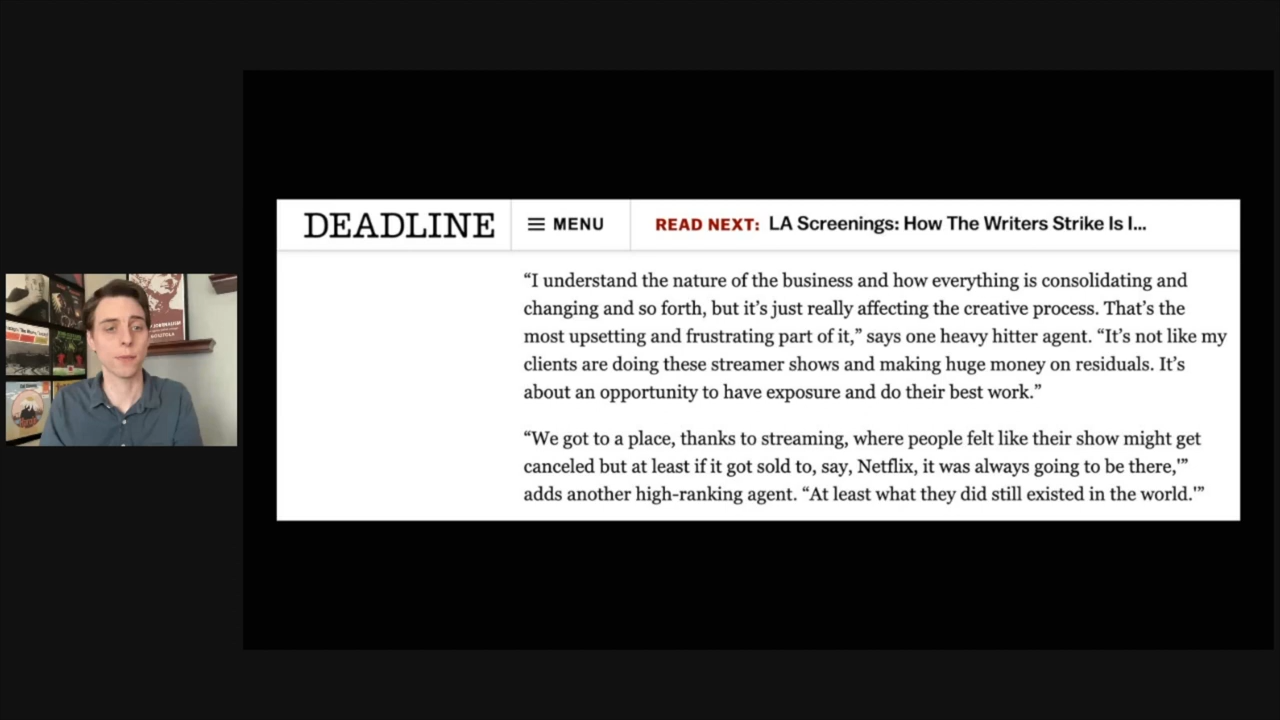 DEADLINE
MENU
READ NEXT: LA Screenings: How The Writers Strike Is I...
“I understand the nature of the business and how everything is consolidating and
changing and so forth, but it’s just really affecting the creative process. That’s the
most upsetting and frustrating part of it,” says one heavy hitter agent. “It’s not like my
clients are doing these streamer shows and making huge money on residuals. It’s
about an opportunity to have exposure and do their best work.”
“We got to a place, thanks to streaming, where people felt like their show might get
canceled but at least if it got sold to, say, Netflix, it was always going to be there,'”
adds another high-ranking agent. “At least what they did still existed in the world.'”